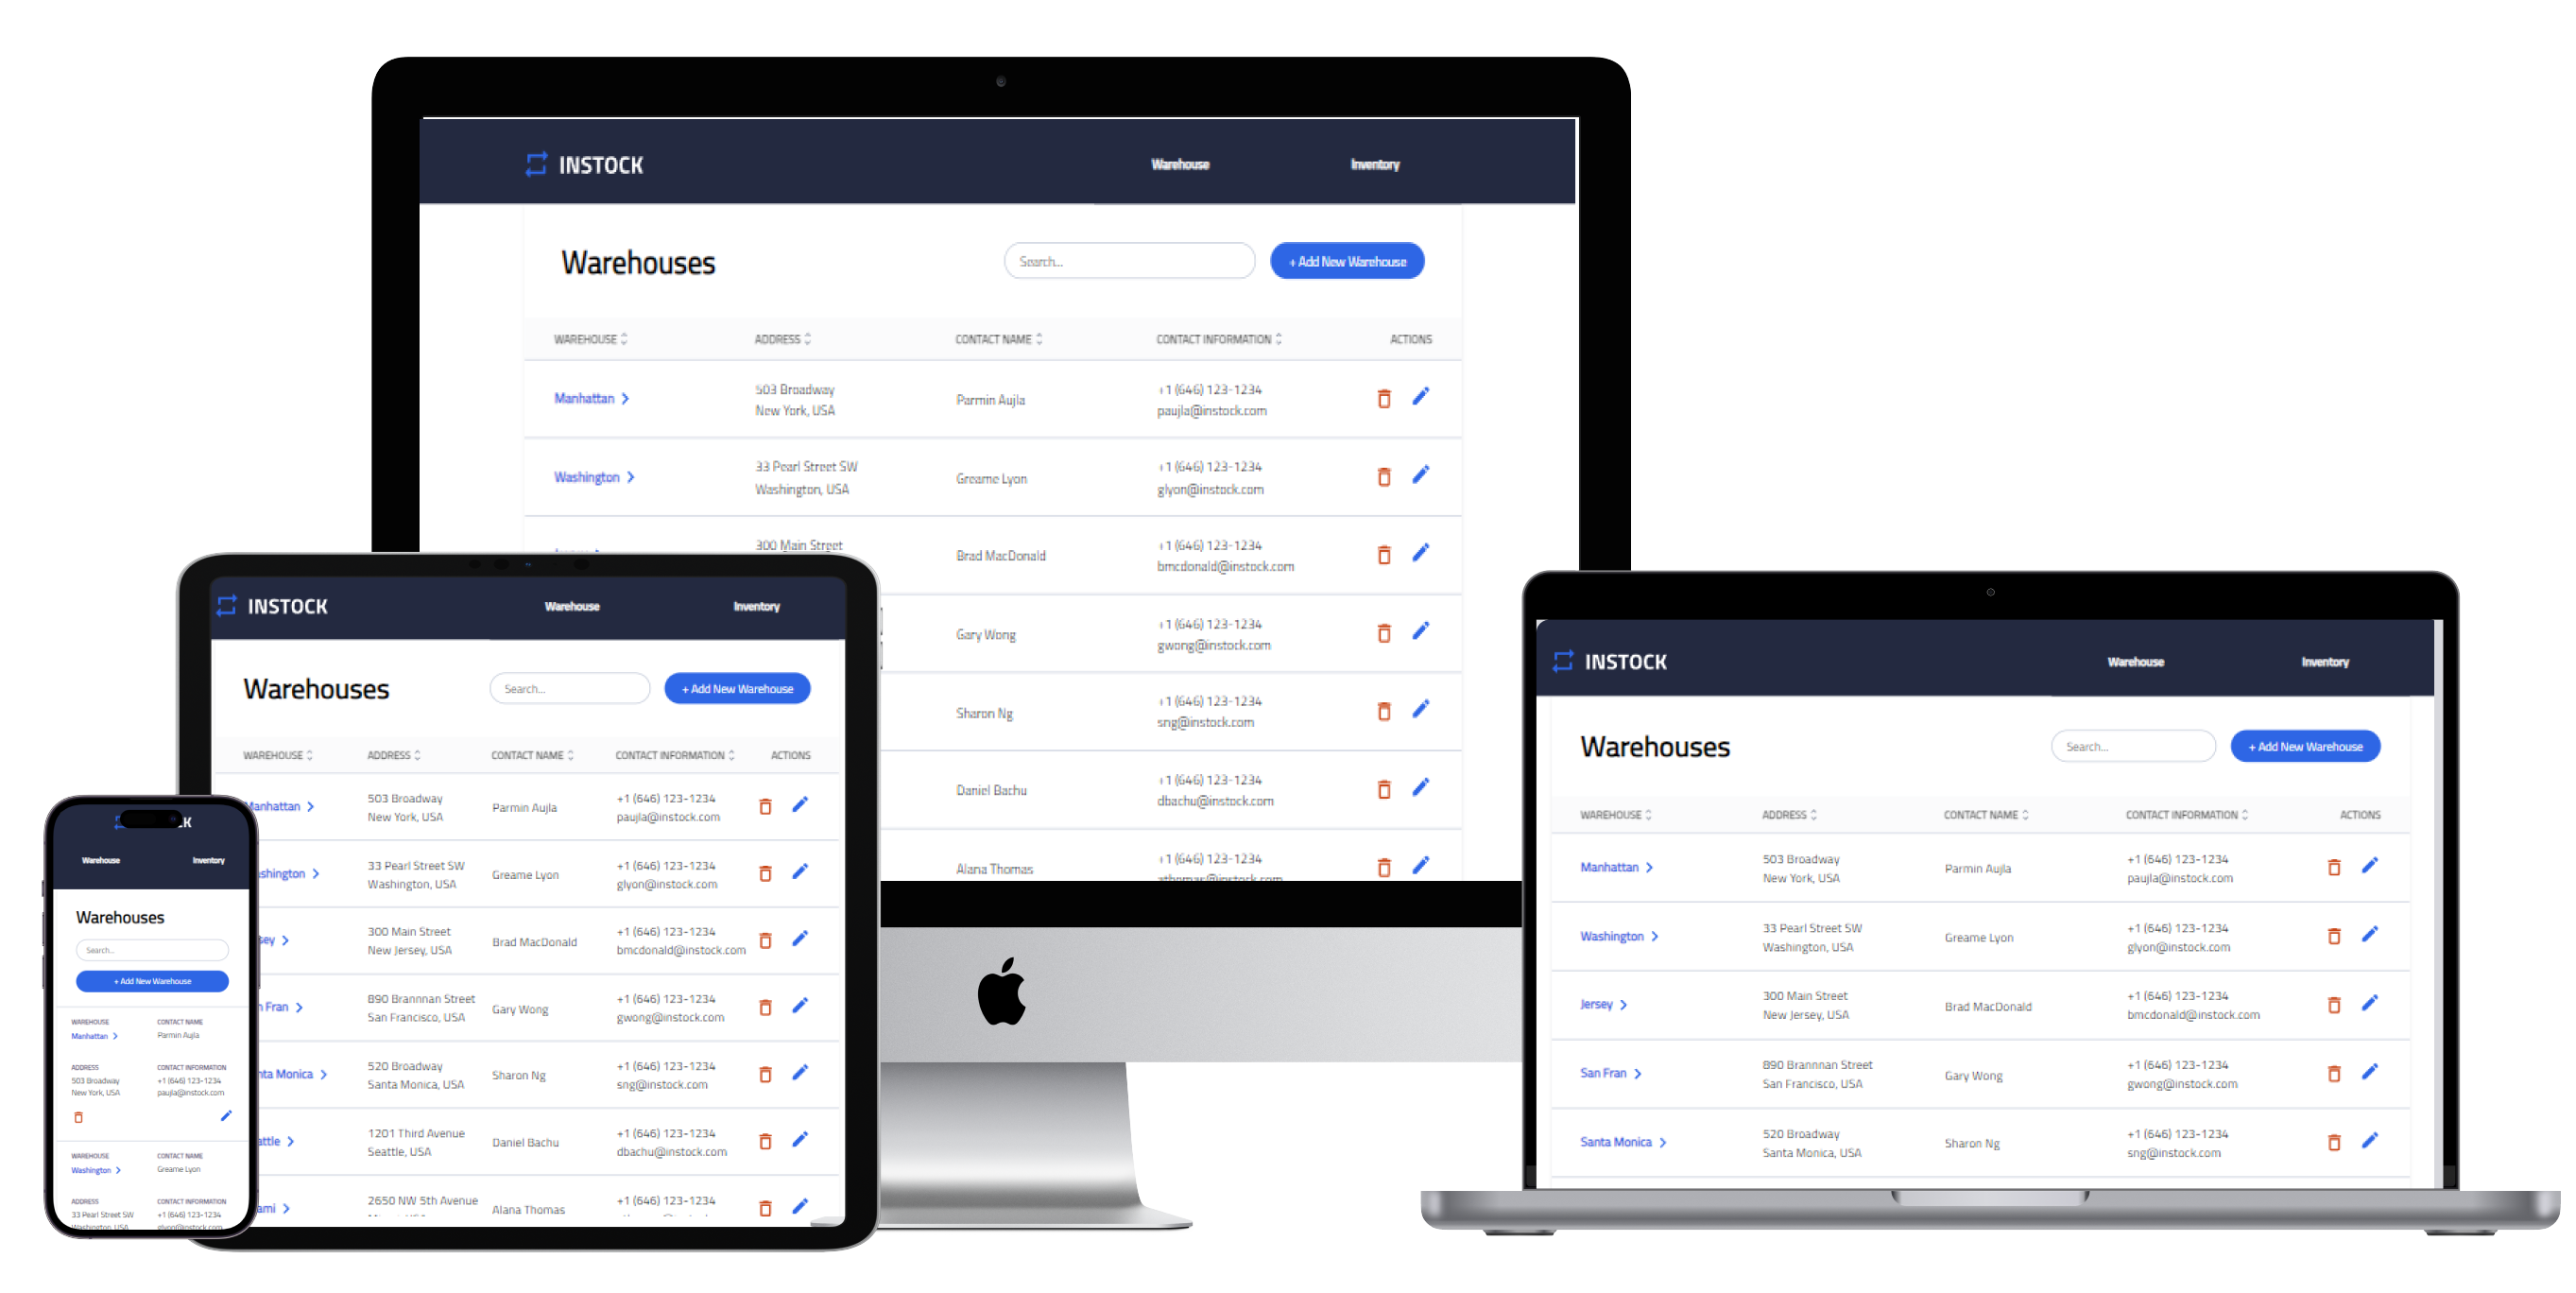 INSTOCK Warehouse Inventory
Warehouses Search... + Add New Warehouse
WAREHOUSE ADDRESS CONTACT NAME CONTACT INFORMATION ACTIONS
503 Broadway +1 (646) 123-1234
Manhattan Parmin Aujla
New York, USA paujla@instock.com
33 Pearl Street SW +1 (646) 123-1234
Washington Greame Lyon
Washington, USA glyon@instock.com
300 Main Street +1 (646) 123-1234
Brad MacDonald
bmcdonald@instock.com
+1 (646) 123-1234
Gary Wong
gwong@instock.com
+1 (646) 123-1234
Sharon Ng
sng@instock.com
+1 (646) 123-1234
Daniel Bachu
dbachu@instock.com
+1 (646) 123-1234
Alana Thomas
INSTOCK Warehouse Inventory
Warehouses Search... + Add New Warehouse
WAREHOUSE ADDRESS CONTACT NAME CONTACT INFORMATION ACTIONS
503 Broadway +1 (646) 123-1234
Manhattan Parmin Aujla
New York, USA paujla@instock.com
33 Pearl Street SW +1 (646) 123-1234
shington Greame Lyon
Washington, USA glyon@instock.com
300 Main Street +1 (646) 123-1234
sey Brad MacDonald
New Jersey, USA bmcdonald@instock.com
890 Brannnan Street +1 (646) 123-1234
n Fran Gary Wong
San Francisco, USA gwong@instock.com
520 Broadway +1 (646) 123-1234
nta Monica Sharon Ng
Santa Monica, USA sng@instock.com
1201 Third Avenue +1 (646) 123-1234
attle Daniel Bachu
Seattle, USA dbachu@instock.com
2650 NW 5th Avenue +1 (646) 123-1234
ami Alana Thomas
CK
Warehouse Inventory
Warehouses
Search...
+ Add New Warehouse
WAREHOUSE CONTACT NAME
Manhattan Parmin Aujla
ADDRESS CONTACT INFORMATION
503 Broadway +1 (646) 123-1234
New York, USA paujla@instock.com
WAREHOUSE CONTACT NAME
Washington Greame Lyon
ADDRESS CONTACT INFORMATION
33 Pearl Street SW +1 (646) 123-1234
Washington, USA glyon@instock.com
INSTOCK Warehouse Inventory
Warehouses Search... + Add New Warehouse
WAREHOUSE ADDRESS CONTACT NAME CONTACT INFORMATION ACTIONS
503 Broadway +1 (646) 123-1234
Manhattan Parmin Aujla
New York, USA paujla@instock.com
33 Pearl Street SW +1 (646) 123-1234
Washington Greame Lyon
Washington, USA glyon@instock.com
300 Main Street +1 (646) 123-1234
Jersey Brad MacDonald
New Jersey, USA bmcdonald@instock.com
890 Brannnan Street +1 (646) 123-1234
San Fran Gary Wong
San Francisco, USA gwong@instock.com
520 Broadway +1 (646) 123-1234
Santa Monica Sharon Ng
Santa Monica, USA sng@instock.com